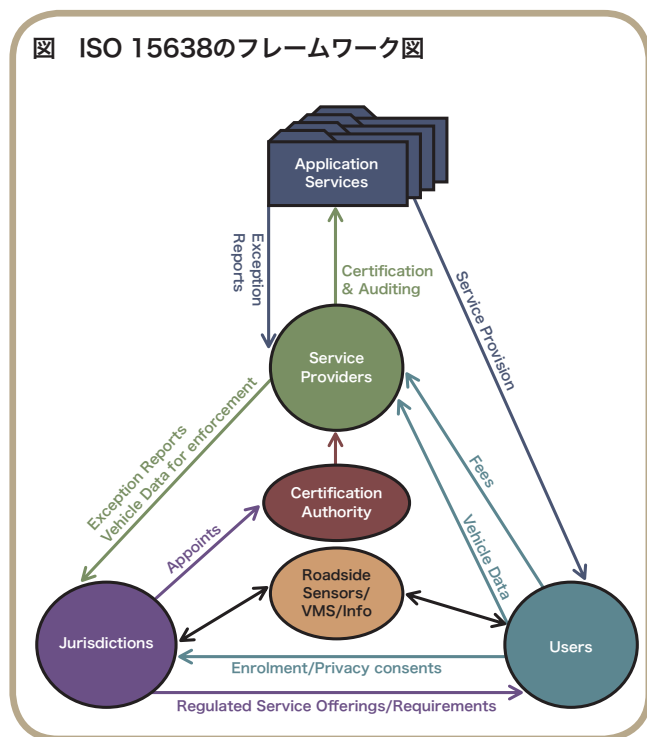 図 ISO 15638のフレームワーク図
Application
Services
Exception
Reports
Certification
& Auditing
Service Provision
Service
Providers
Exception Reports
Vehicle Data for enforcement
Fees
Certification
Authority
Appoints
Vehicle Data
Roadside
Sensors/
VMS/Info
Jurisdictions
Users
Enrolment/Privacy consents
Regulated Service Offerings/Requirements